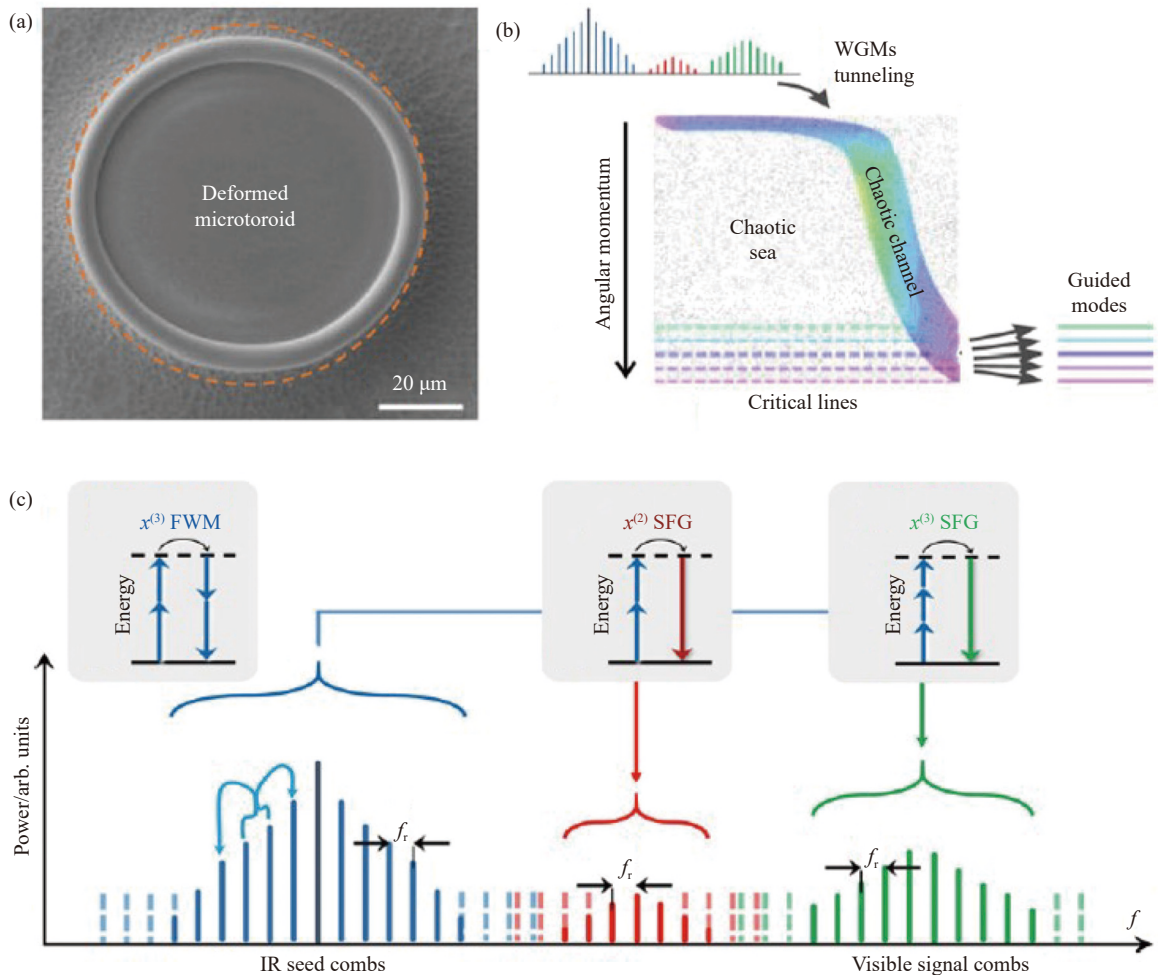 (a)
Deformed
microtoroid
20 μm
(b)
WGMs
tunneling
Angular momentum
Chaotic
sea
Chaotic channel
Guided
modes
Critical lines
(c)
x(3) FWM
Energy
x(2) SFG
Energy
x(3) SFG
Energy
Power/arb. units
fr
fr
fr
f
IR seed combs
Visible signal combs